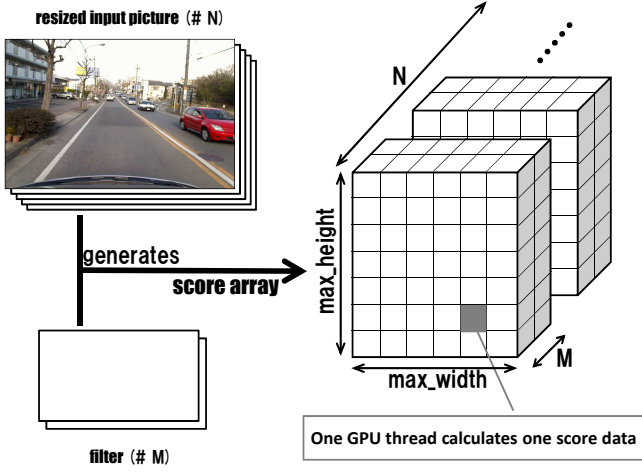 resized input picture (# N)
N
generates
score array
max_height
max_width
M
One GPU thread calculates one score data
filter (# M)